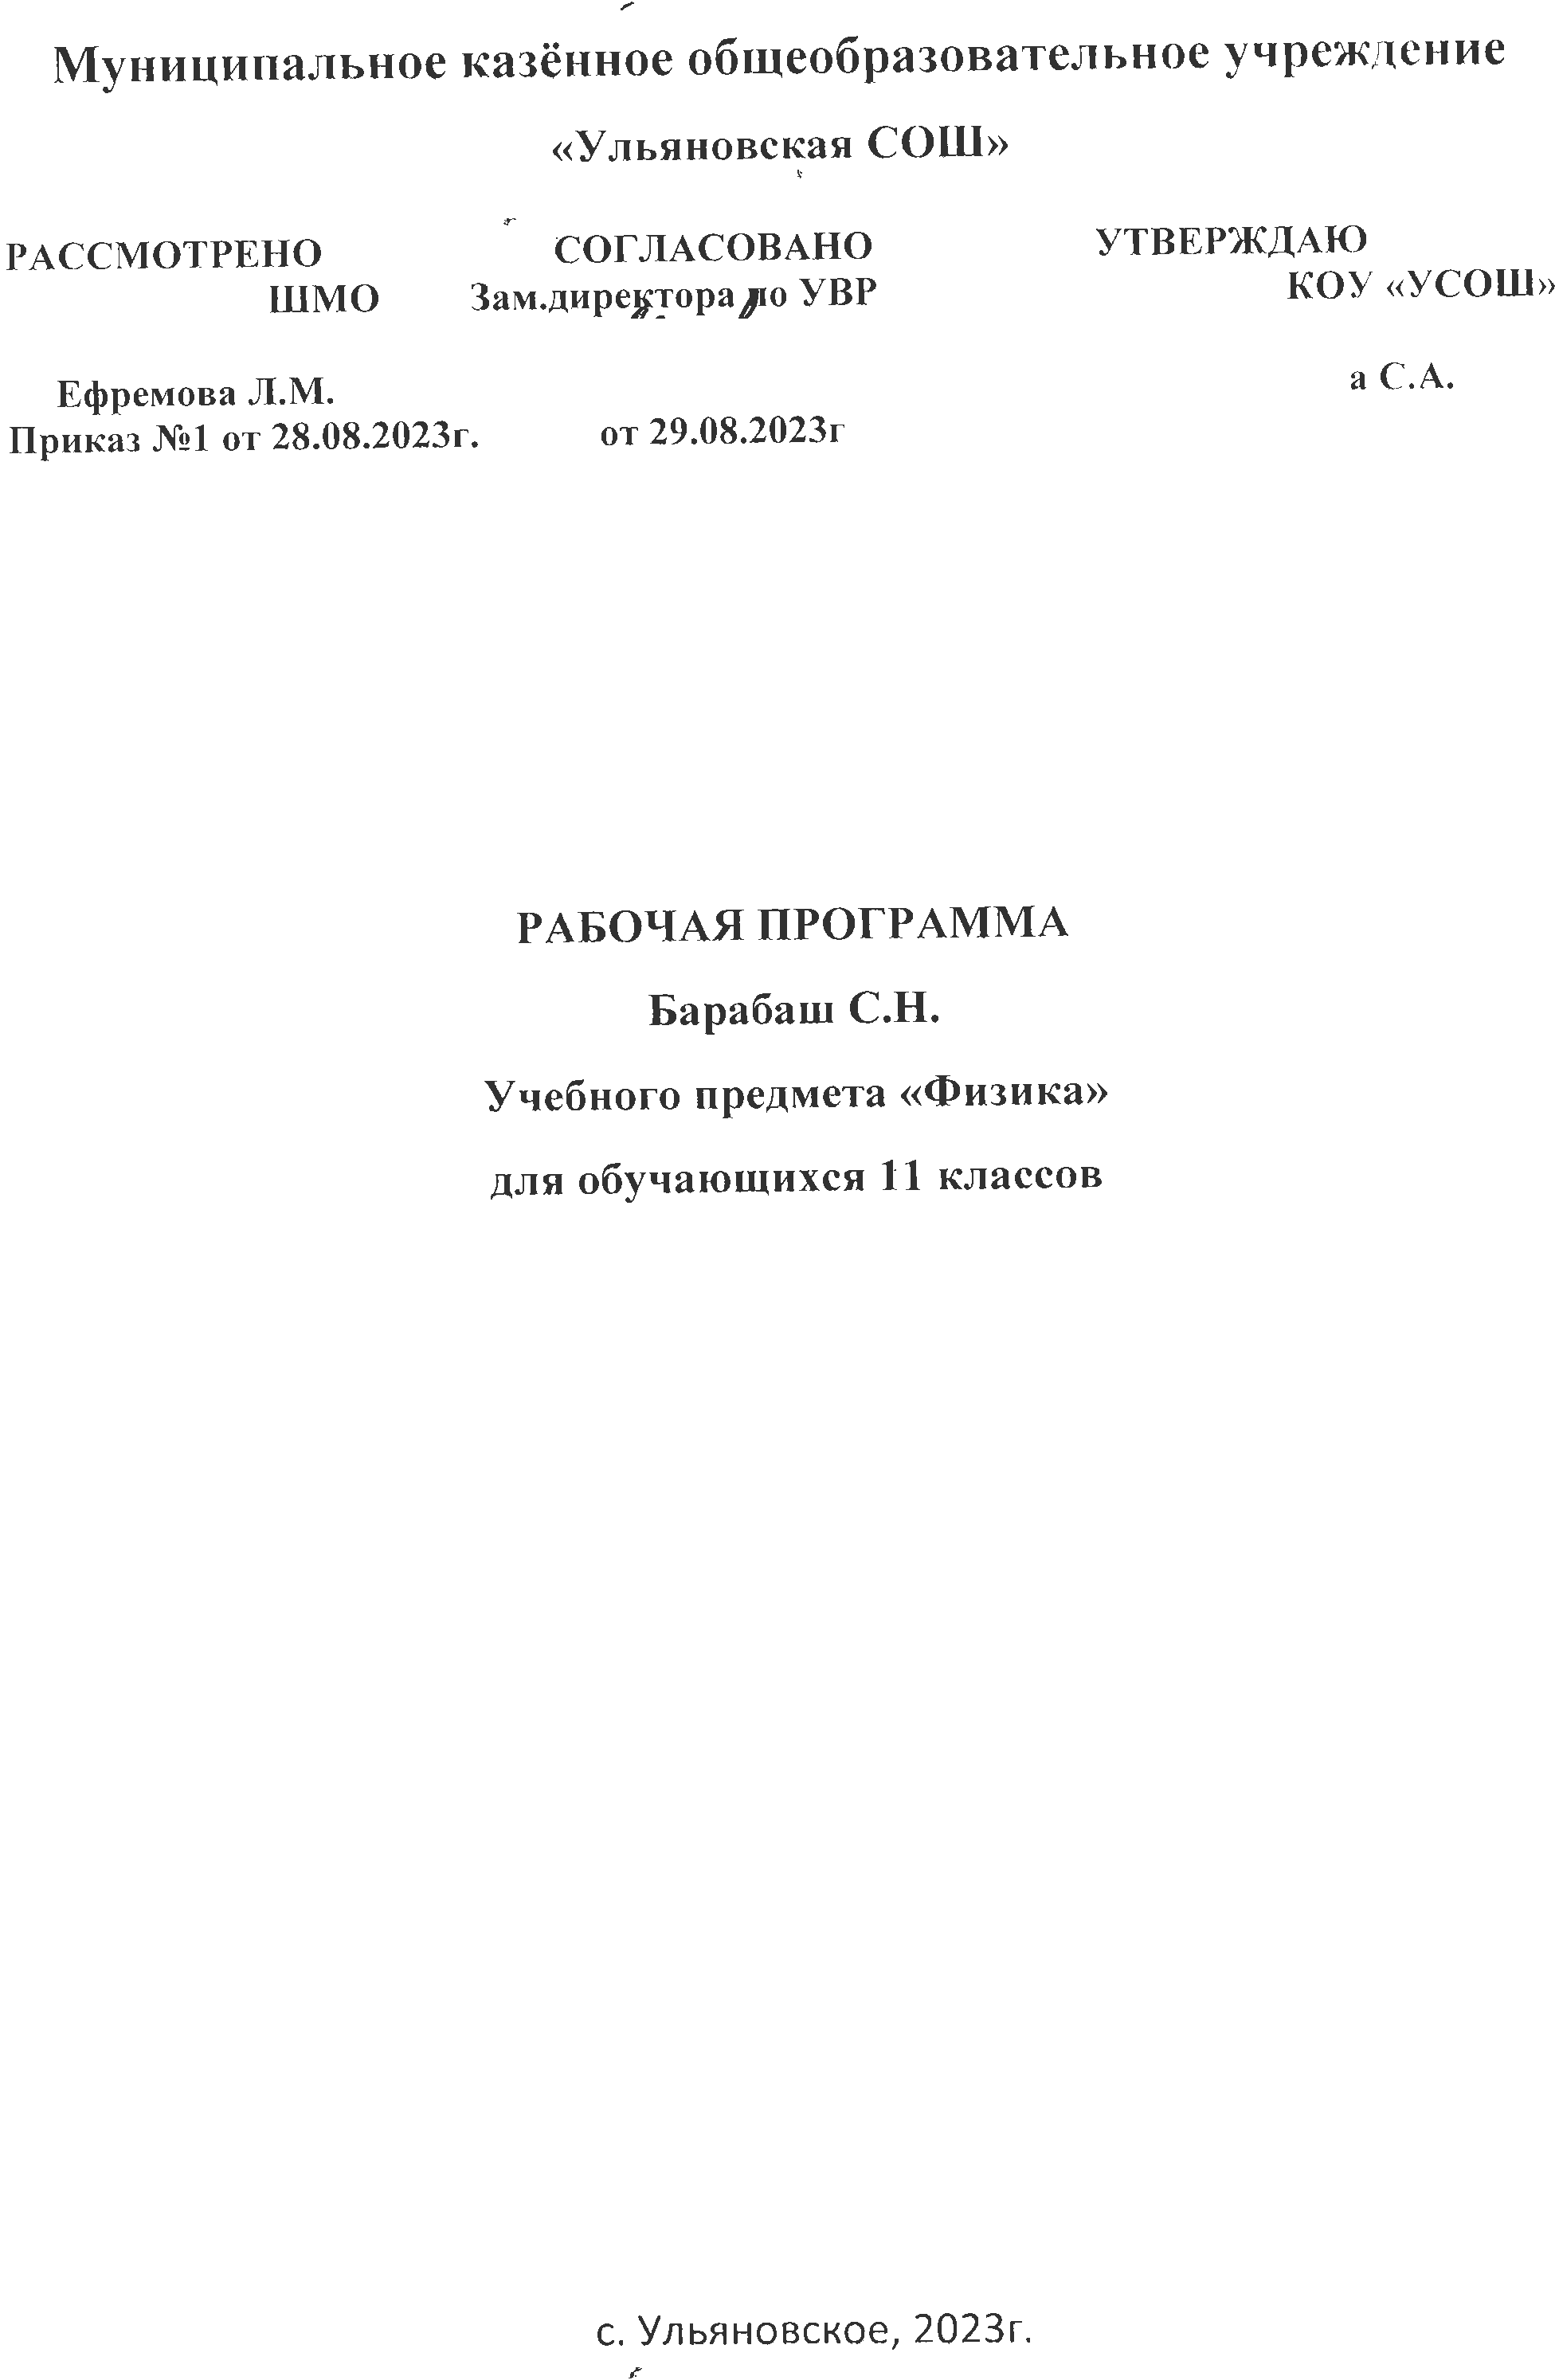 Муниципальное казённое общеобразовательное учреждение
«Ульяновская СОШ»
РАССМОТРЕНО СОГЛАСОВАНО УТВЕРЖДАЮ
ШМО Зам.директора по УВР КОУ «УСОШ»
Ефремова Л.М. а С.А.
Приказ №1 от 28.08.2023г. от 29.08.2023г
РАБОЧАЯ ПРОГРАММА
Барабаш С.Н.
Учебного предмета «Физика»
для обучающихся 11 классов
с. Ульяновское, 2023г.